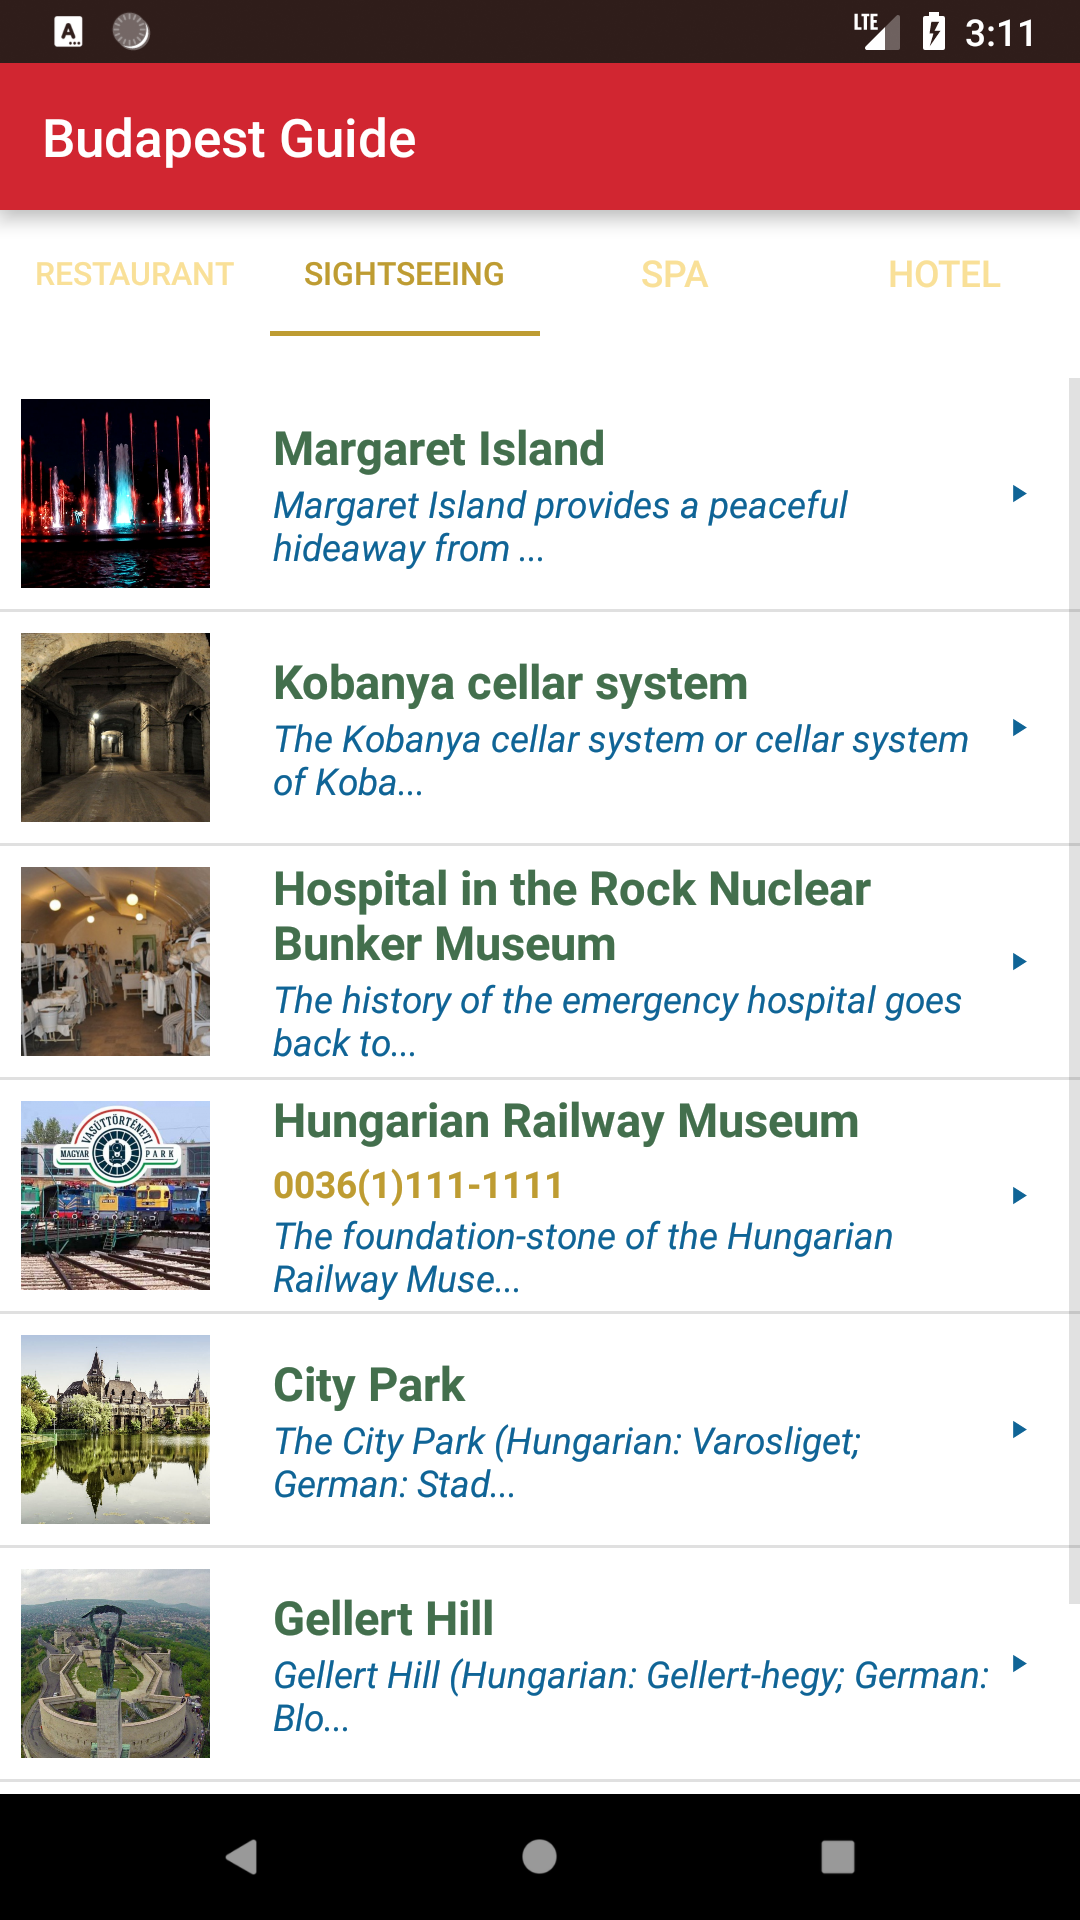 A
LTE
3:11
Budapest Guide
RESTAURANT
SIGHTSEEING
SPA
HOTEL
Margaret Island
Margaret Island provides a peaceful
hideaway from ...
Kobanya cellar system
The Kobanya cellar system or cellar system
of Koba...
Hospital in the Rock Nuclear
Bunker Museum
The history of the emergency hospital goes
back to...
VASÚTTÖRTÉNETI
MAGYAR PARK
Hungarian Railway Museum
0036(1)111-1111
The foundation-stone of the Hungarian
Railway Muse...
City Park
The City Park (Hungarian: Varosliget;
German: Stad...
Gellert Hill
Gellert Hill (Hungarian: Gellert-hegy; German:
Blo...